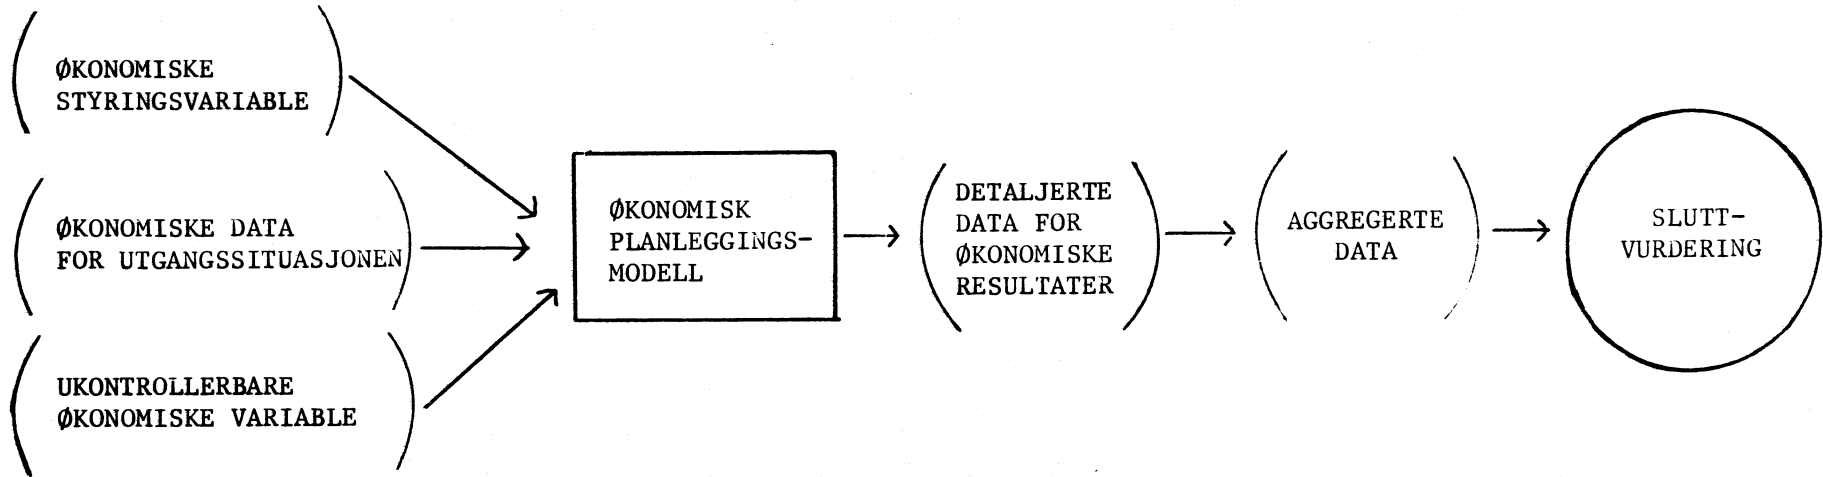 ØKONOMISKE
STYRINGSVARIABLE
ØKONOMISKE DATA
FOR UTGANGSSITUASJONEN
UKONTROLLERBARE
ØKONOMISKE VARIABLE
ØKONOMISK
PLANLEGGINGS-
MODELL
DETALJERTE
DATA FOR
ØKONOMISKE
RESULTATER
AGGREGERTE
DATA
SLUTT-
VURDERING